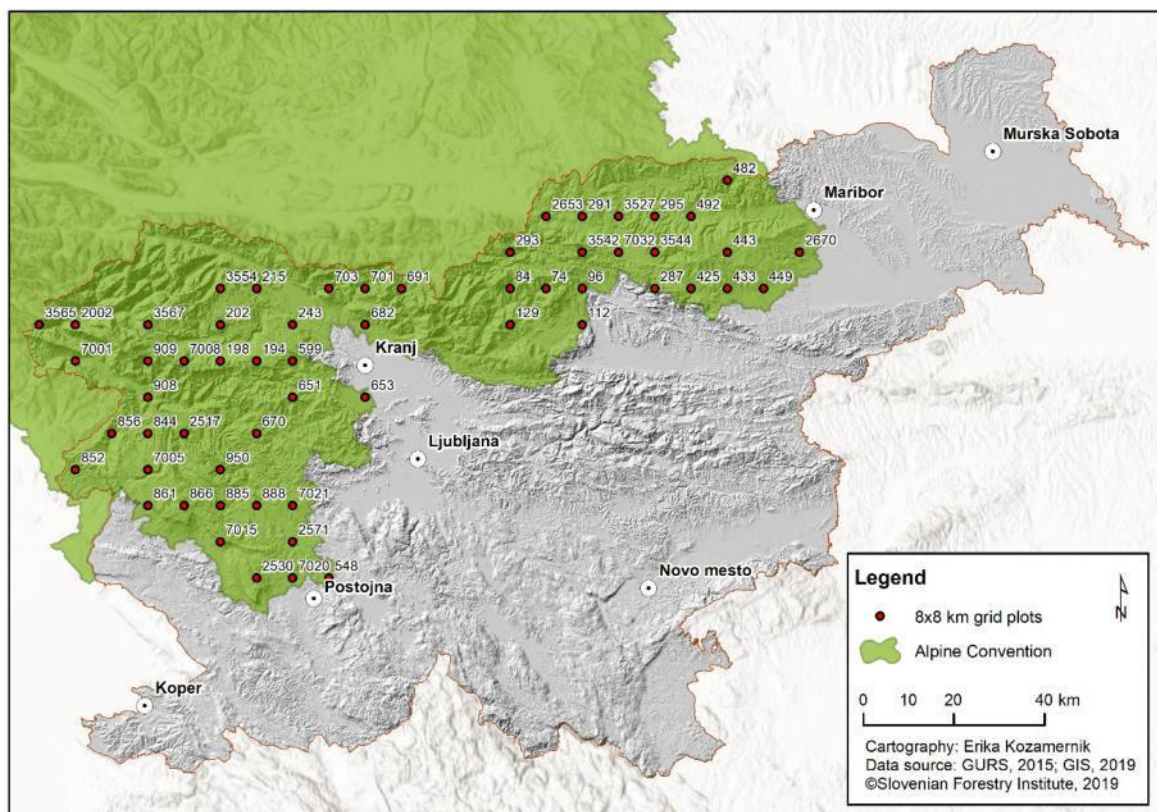 Murska Sobota
482
Maribor
2653 291 3527 295 492
293 3542 7032 3544 443 2670
3554 215 703 701 691 84 74 96 287 425 433 449
3565 2002 3567 202 243 682 129 112
7001 909 7008 198 194 599
Kranj
908 651 653
856 844 2517 670
Ljubljana
852 7005 950
861 866 885 888 7021
7015 2571
2530 7020 548
Postojna
Novo mesto
Koper
Legend
8x8 km grid plots
Alpine Convention
0 10 20 40 km
N
Cartography: Erika Kozamernik
Data source: GURS, 2015; GIS, 2019
©Slovenian Forestry Institute, 2019